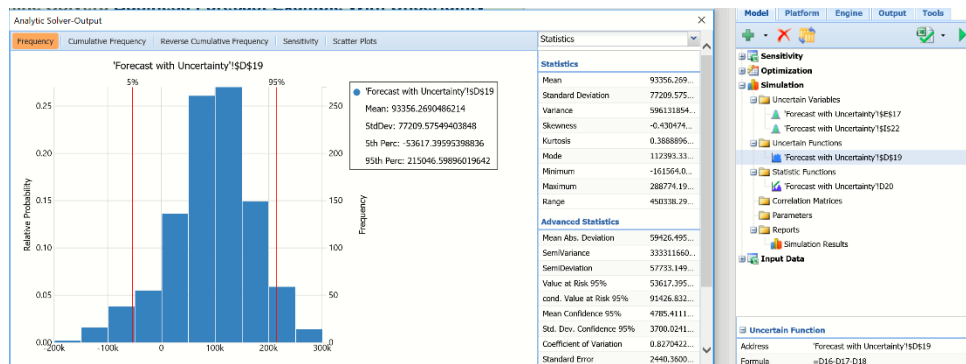 Analytic Solver-Output
Frequency
Cumulative Frequency
Reverse Cumulative Frequency
Sensitivity
Scatter Plots
'Forecast with Uncertainty'!$D$19
5%
95%
0.25
0.20
0.15
0.10
0.05
0.00
Relative Probability
-200k
-100k
0
100k
200k
300k
250
200
150
100
50
Frequency
'Forecast with Uncertainty'!$D$19
Mean: 93356.2690486214
StdDev: 77209.57549403848
5th Perc: -53617.39595398836
95th Perc: 215046.59896019642
Statistics
Statistics
Mean 93356.269...
Standard Deviation 77209.575...
Variance 596131854...
Skewness -0.430474...
Kurtosis 0.3888896...
Mode 112393.33...
Minimum -161564.0...
Maximum 288774.19...
Range 450338.29...
Advanced Statistics
Mean Abs. Deviation 59426.495...
SemiVariance 333311660...
SemiDeviation 57733.149...
Value at Risk 95% 53617.395...
cond. Value at Risk 95% 91426.832...
Mean Confidence 95% 4785.4111...
Std. Dev. Confidence 95% 3700.0241...
Coefficient of Variation 0.8270422...
Standard Error 2440.3600...
Model Platform Engine Output Tools
Sensitivity
Optimization
Simulation
Uncertain Variables
'Forecast with Uncertainty'!$E$17
'Forecast with Uncertainty'!$I$22
Uncertain Functions
'Forecast with Uncertainty'!$D$19
Statistic Functions
'Forecast with Uncertainty'!D20
Correlation Matrices
Parameters
Reports
Simulation Results
Input Data
Uncertain Function
Address 'Forecast with Uncertainty'!$D$19
Formula =D16-D17-D18